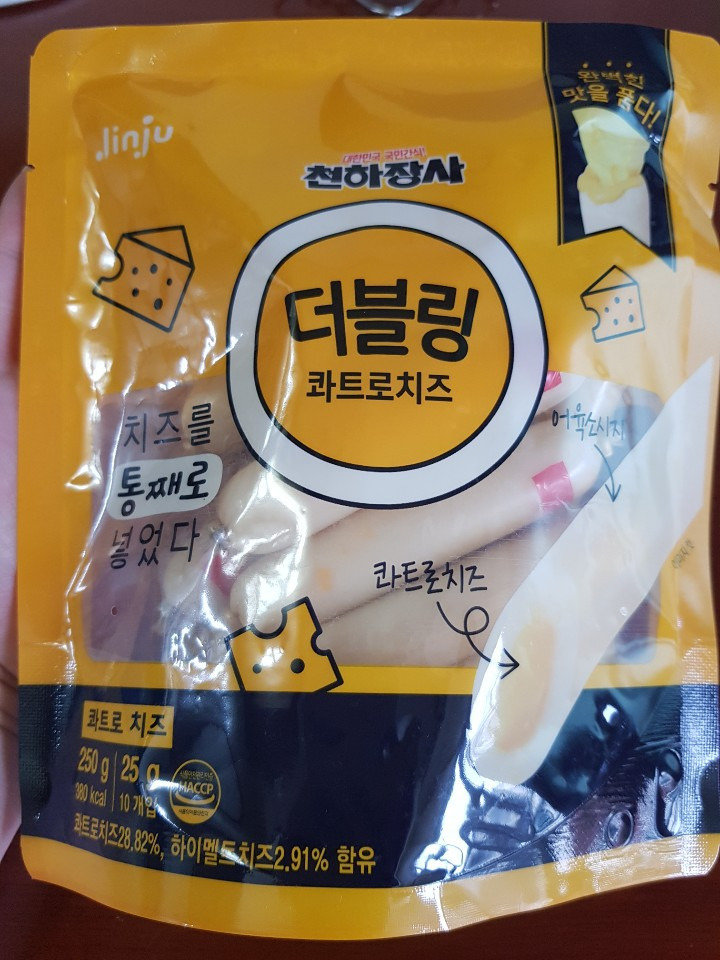 Jinju
완벽한
맛을 품다!
대한민국 국민간식!
천하장사
더블링
콰트로치즈
치즈를
통째로
넣었다
어육소시지
콰트로치즈
콰트로 치즈
250 g 25 g
380 kcal 10 개입
HACCP
콰트로치즈28.82%, 하이멜트치즈2.91% 함유